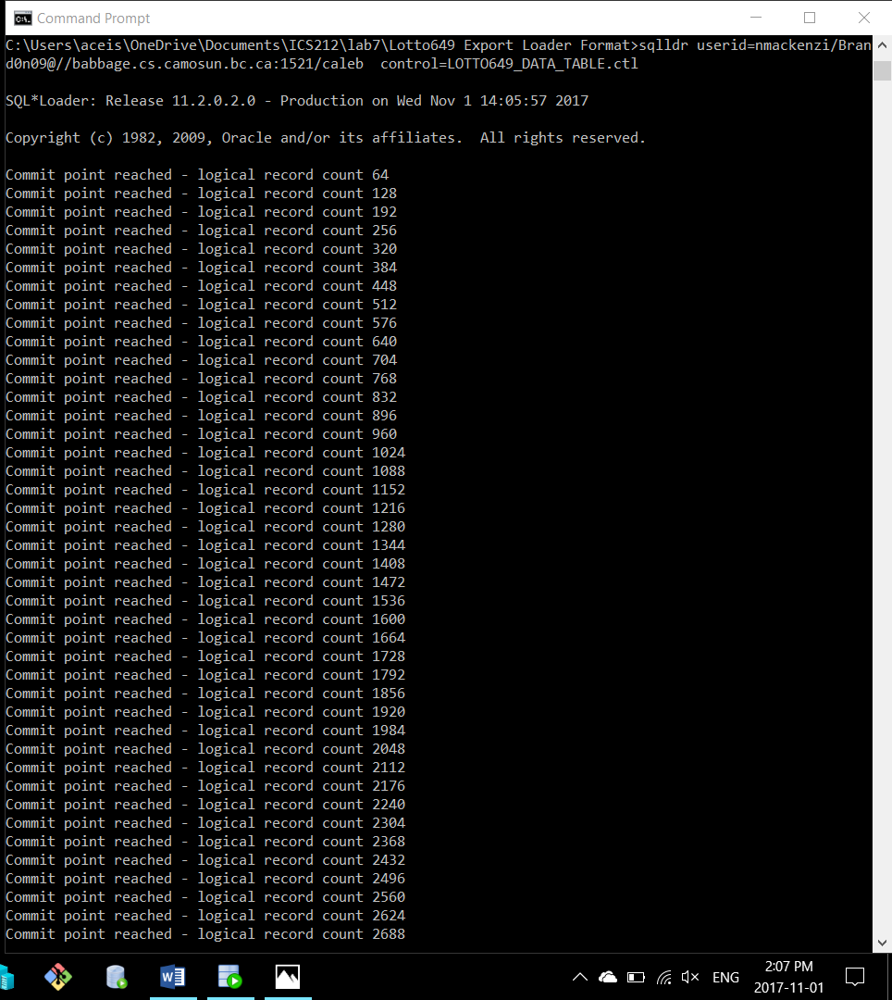 Command Prompt
C:\Users\aceis\OneDrive\Documents\ICS212\lab7\Lotto649 Export Loader Format>sqlldr userid=nmackenzi/Bran
d0n09@//babbage.cs.camosun.bc.ca:1521/caleb  control=LOTTO649_DATA_TABLE.ctl
SQL*Loader: Release 11.2.0.2.0 - Production on Wed Nov 1 14:05:57 2017
Copyright (c) 1982, 2009, Oracle and/or its affiliates.  All rights reserved.
Commit point reached - logical record count 64
Commit point reached - logical record count 128
Commit point reached - logical record count 192
Commit point reached - logical record count 256
Commit point reached - logical record count 320
Commit point reached - logical record count 384
Commit point reached - logical record count 448
Commit point reached - logical record count 512
Commit point reached - logical record count 576
Commit point reached - logical record count 640
Commit point reached - logical record count 704
Commit point reached - logical record count 768
Commit point reached - logical record count 832
Commit point reached - logical record count 896
Commit point reached - logical record count 960
Commit point reached - logical record count 1024
Commit point reached - logical record count 1088
Commit point reached - logical record count 1152
Commit point reached - logical record count 1216
Commit point reached - logical record count 1280
Commit point reached - logical record count 1344
Commit point reached - logical record count 1408
Commit point reached - logical record count 1472
Commit point reached - logical record count 1536
Commit point reached - logical record count 1600
Commit point reached - logical record count 1664
Commit point reached - logical record count 1728
Commit point reached - logical record count 1792
Commit point reached - logical record count 1856
Commit point reached - logical record count 1920
Commit point reached - logical record count 1984
Commit point reached - logical record count 2048
Commit point reached - logical record count 2112
Commit point reached - logical record count 2176
Commit point reached - logical record count 2240
Commit point reached - logical record count 2304
Commit point reached - logical record count 2368
Commit point reached - logical record count 2432
Commit point reached - logical record count 2496
Commit point reached - logical record count 2560
Commit point reached - logical record count 2624
Commit point reached - logical record count 2688
ENG
2:07 PM
2017-11-01